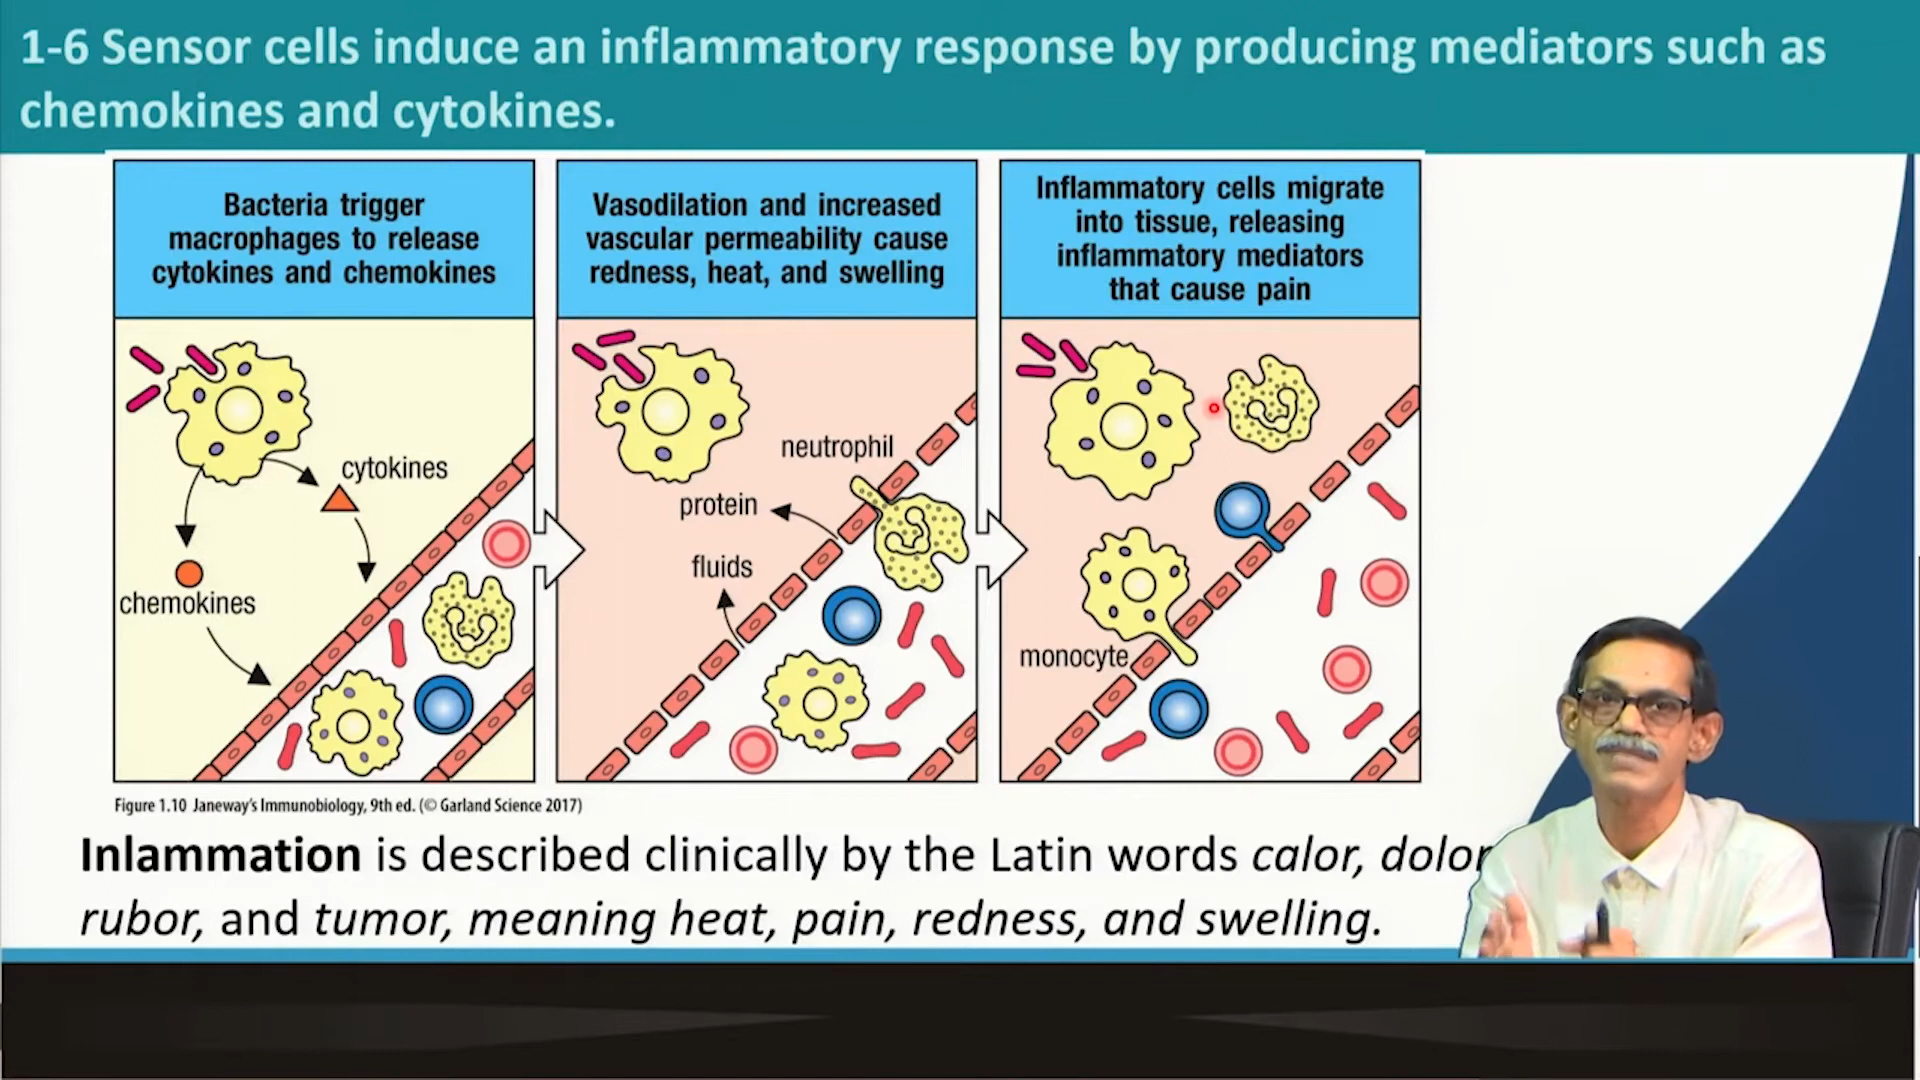 1-6 Sensor cells induce an inflammatory response by producing mediators such as
chemokines and cytokines.
Bacteria trigger
macrophages to release
cytokines and chemokines
Vasodilation and increased
vascular permeability cause
redness, heat, and swelling
Inflammatory cells migrate
into tissue, releasing
inflammatory mediators
that cause pain
cytokines
chemokines
neutrophil
protein
fluids
monocyte
Figure 1.10 Janeway's Immunobiology, 9th ed. (© Garland Science 2017)
Inlammation is described clinically by the Latin words calor, dolor
rubor, and tumor, meaning heat, pain, redness, and swelling.